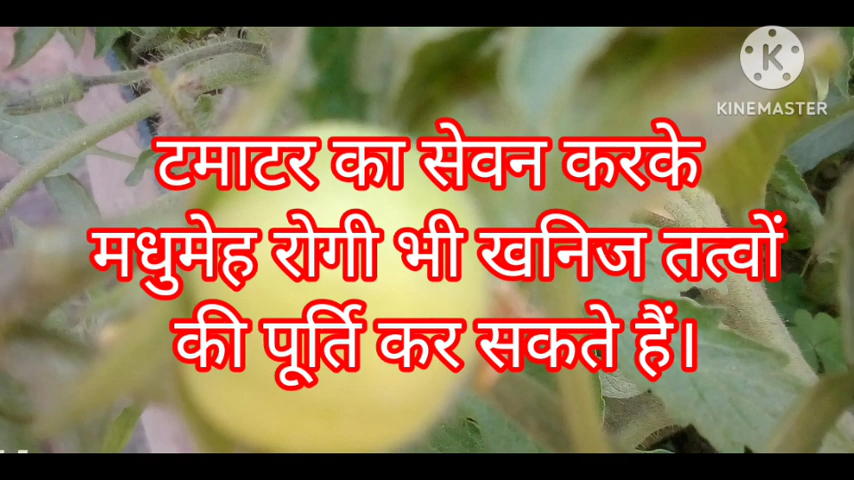 KINEMASTER
टमाटर का सेवन करके
मधुमेह रोगी भी खनिज तत्वों
की पूर्ति कर सकते हैं।